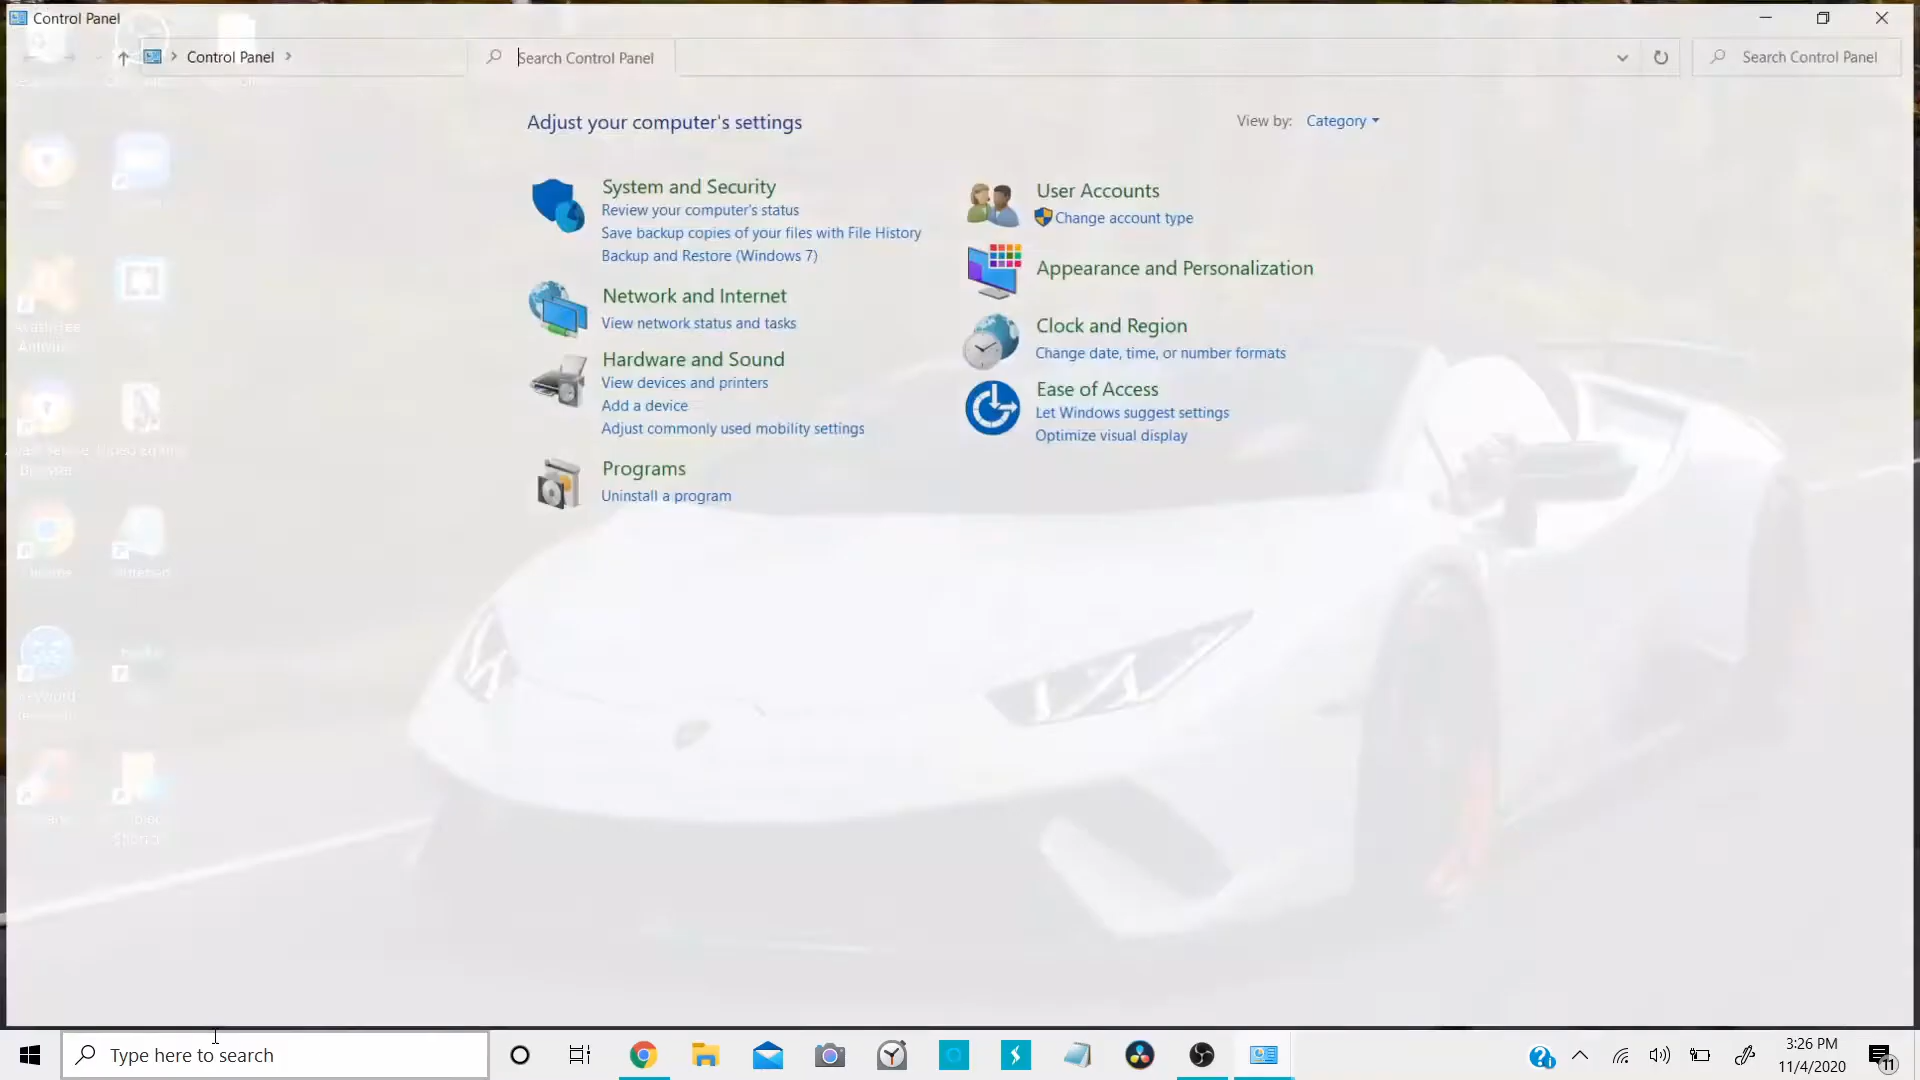 Control Panel
Control Panel
Search Control Panel
Search Control Panel
Adjust your computer's settings
View by: Category
System and Security
Review your computer's status
Save backup copies of your files with File History
Backup and Restore (Windows 7)
Network and Internet
View network status and tasks
Hardware and Sound
View devices and printers
Add a device
Adjust commonly used mobility settings
Programs
Uninstall a program
User Accounts
Change account type
Appearance and Personalization
Clock and Region
Change date, time, or number formats
Ease of Access
Let Windows suggest settings
Optimize visual display
Type here to search
3:26 PM
11/4/2020
11